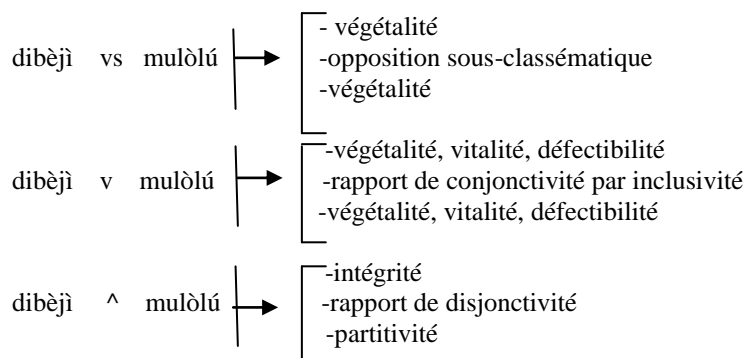 - végétalité
dibèjì vs mulòlú -opposition sous-classématique
-végétalité
-végétalité, vitalité, défectibilité
dibèjì v mulòlú -rapport de conjonctivité par inclusivité
-végétalité, vitalité, défectibilité
-intégrité
dibèjì ^ mulòlú -rapport de disjonctivité
-partitivité